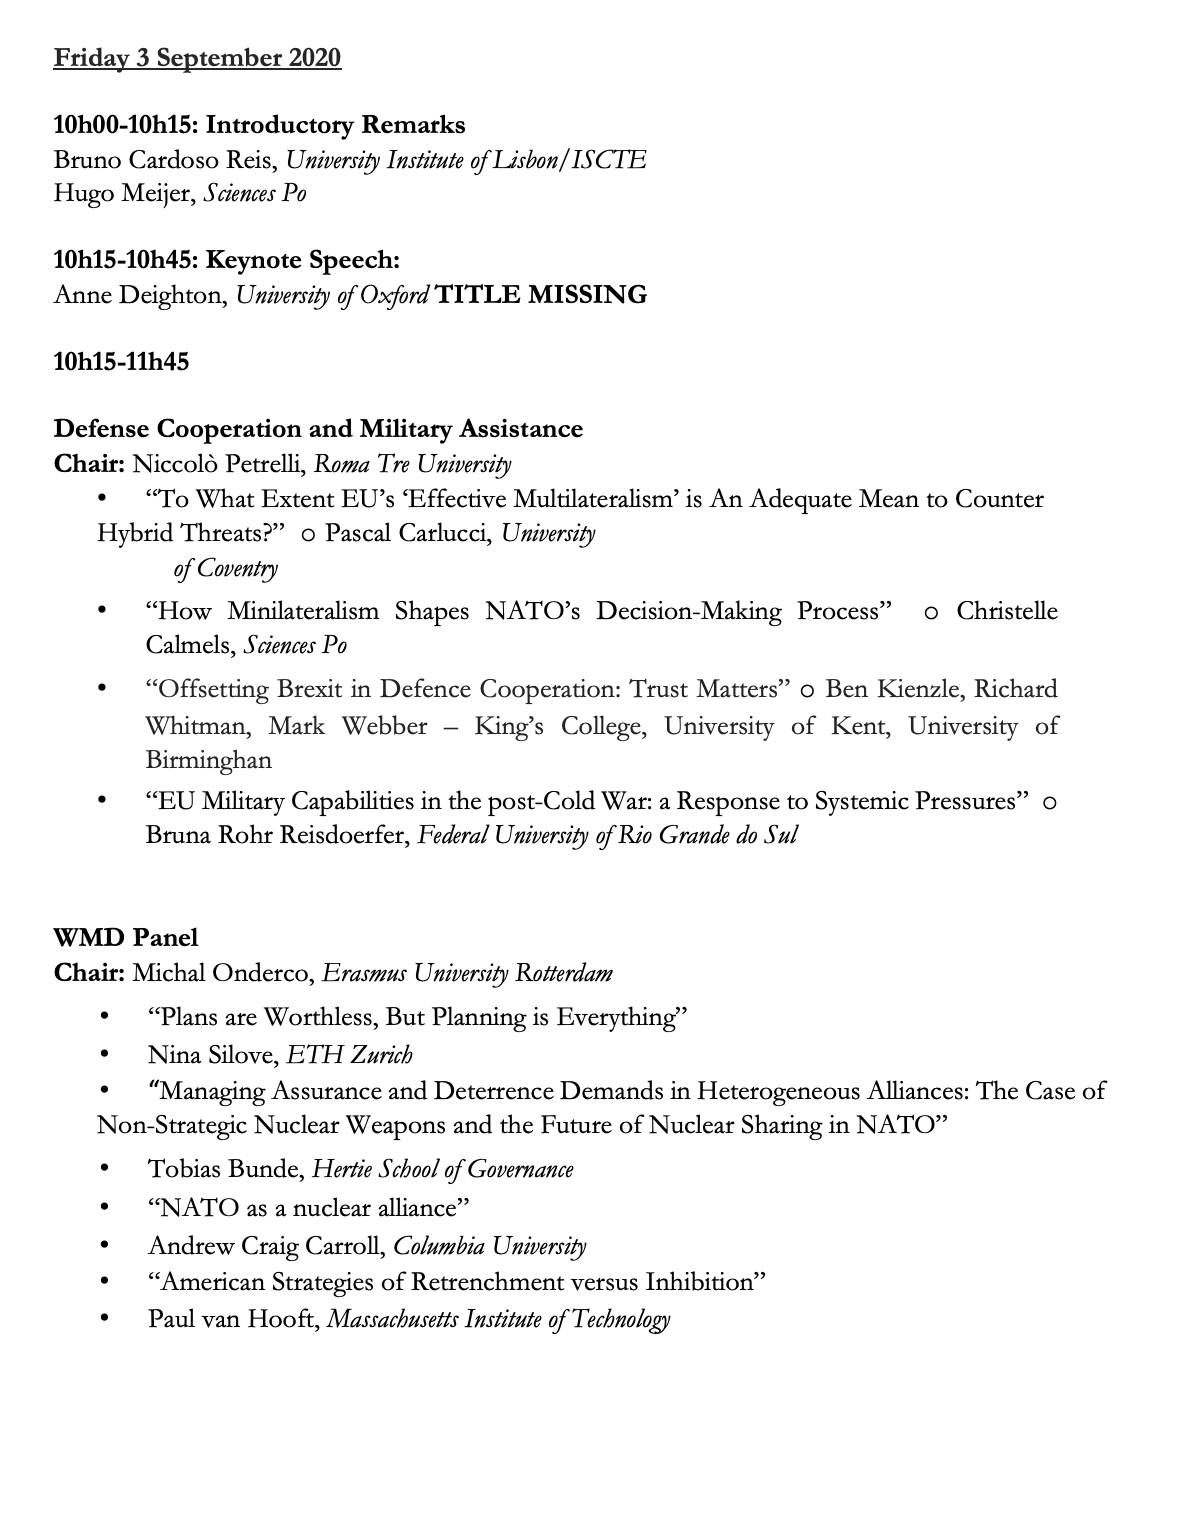 Friday 3 September 2020
10h00-10h15: Introductory Remarks
Bruno Cardoso Reis, University Institute of Lisbon/ISCTE
Hugo Meijer, Sciences Po
10h15-10h45: Keynote Speech:
Anne Deighton, University of Oxford TITLE MISSING
10h15-11h45
Defense Cooperation and Military Assistance
Chair: Niccolò Petrelli, Roma Tre University
• “To What Extent EU’s ‘Effective Multilateralism’ is An Adequate Mean to Counter
Hybrid Threats?” o Pascal Carlucci, University
of Coventry
• “How Minilateralism Shapes NATO’s Decision-Making Process” o Christelle
Calmels, Sciences Po
• “Offsetting Brexit in Defence Cooperation: Trust Matters” o Ben Kienzle, Richard
Whitman, Mark Webber – King’s College, University of Kent, University of
Birminghan
• “EU Military Capabilities in the post-Cold War: a Response to Systemic Pressures” o
Bruna Rohr Reisdoerfer, Federal University of Rio Grande do Sul
WMD Panel
Chair: Michal Onderco, Erasmus University Rotterdam
• “Plans are Worthless, But Planning is Everything”
• Nina Silove, ETH Zurich
• “Managing Assurance and Deterrence Demands in Heterogeneous Alliances: The Case of
Non-Strategic Nuclear Weapons and the Future of Nuclear Sharing in NATO”
• Tobias Bunde, Hertie School of Governance
• “NATO as a nuclear alliance”
• Andrew Craig Carroll, Columbia University
• “American Strategies of Retrenchment versus Inhibition”
• Paul van Hooft, Massachusetts Institute of Technology